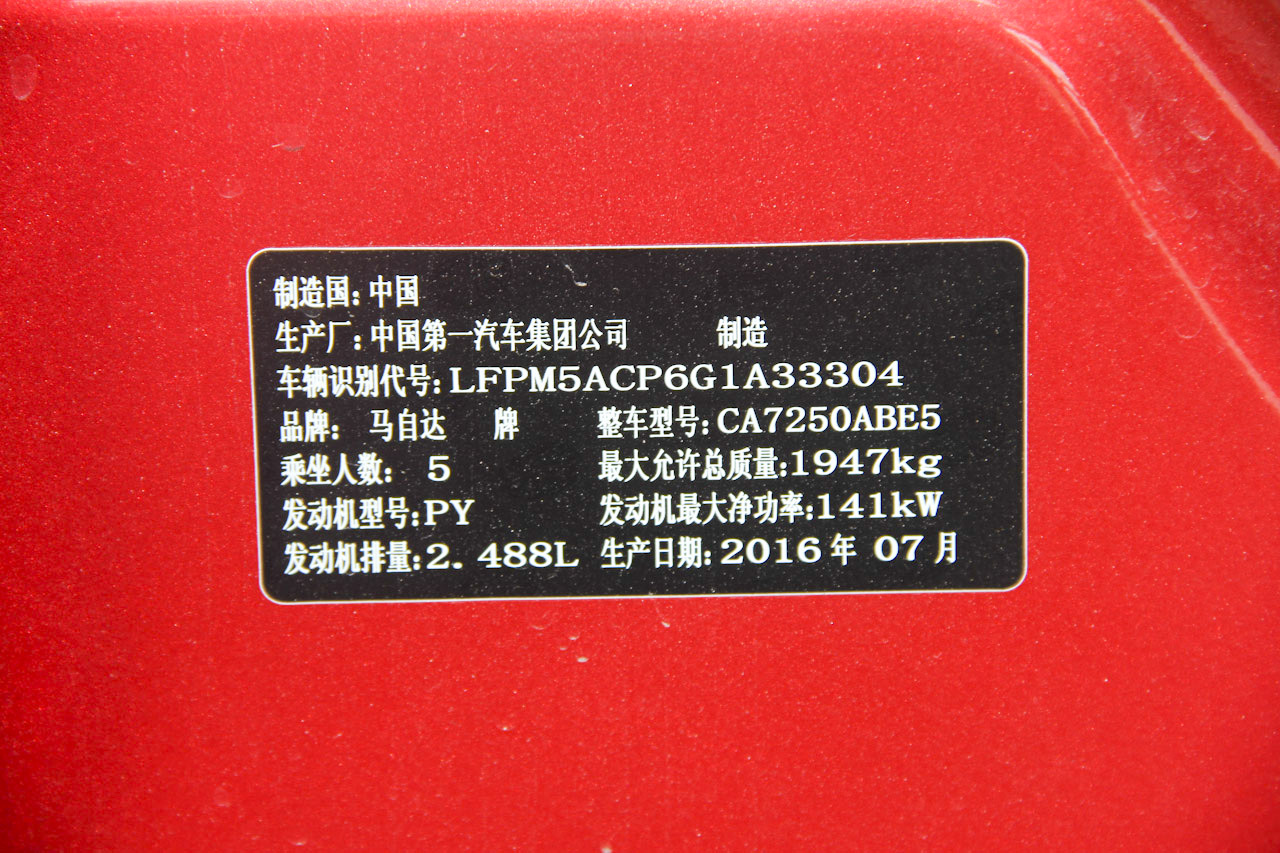 制造国：中国
生产厂：中国第一汽车集团公司 制造
车辆识别代号：LFPM5ACP6G1A33304
品牌： 马自达 牌 整车型号：CA7250ABE5
乘坐人数： 5 最大允许总质量：1947kg
发动机型号：PY 发动机最大净功率：141kW
发动机排量：2.488L 生产日期：2016年07月